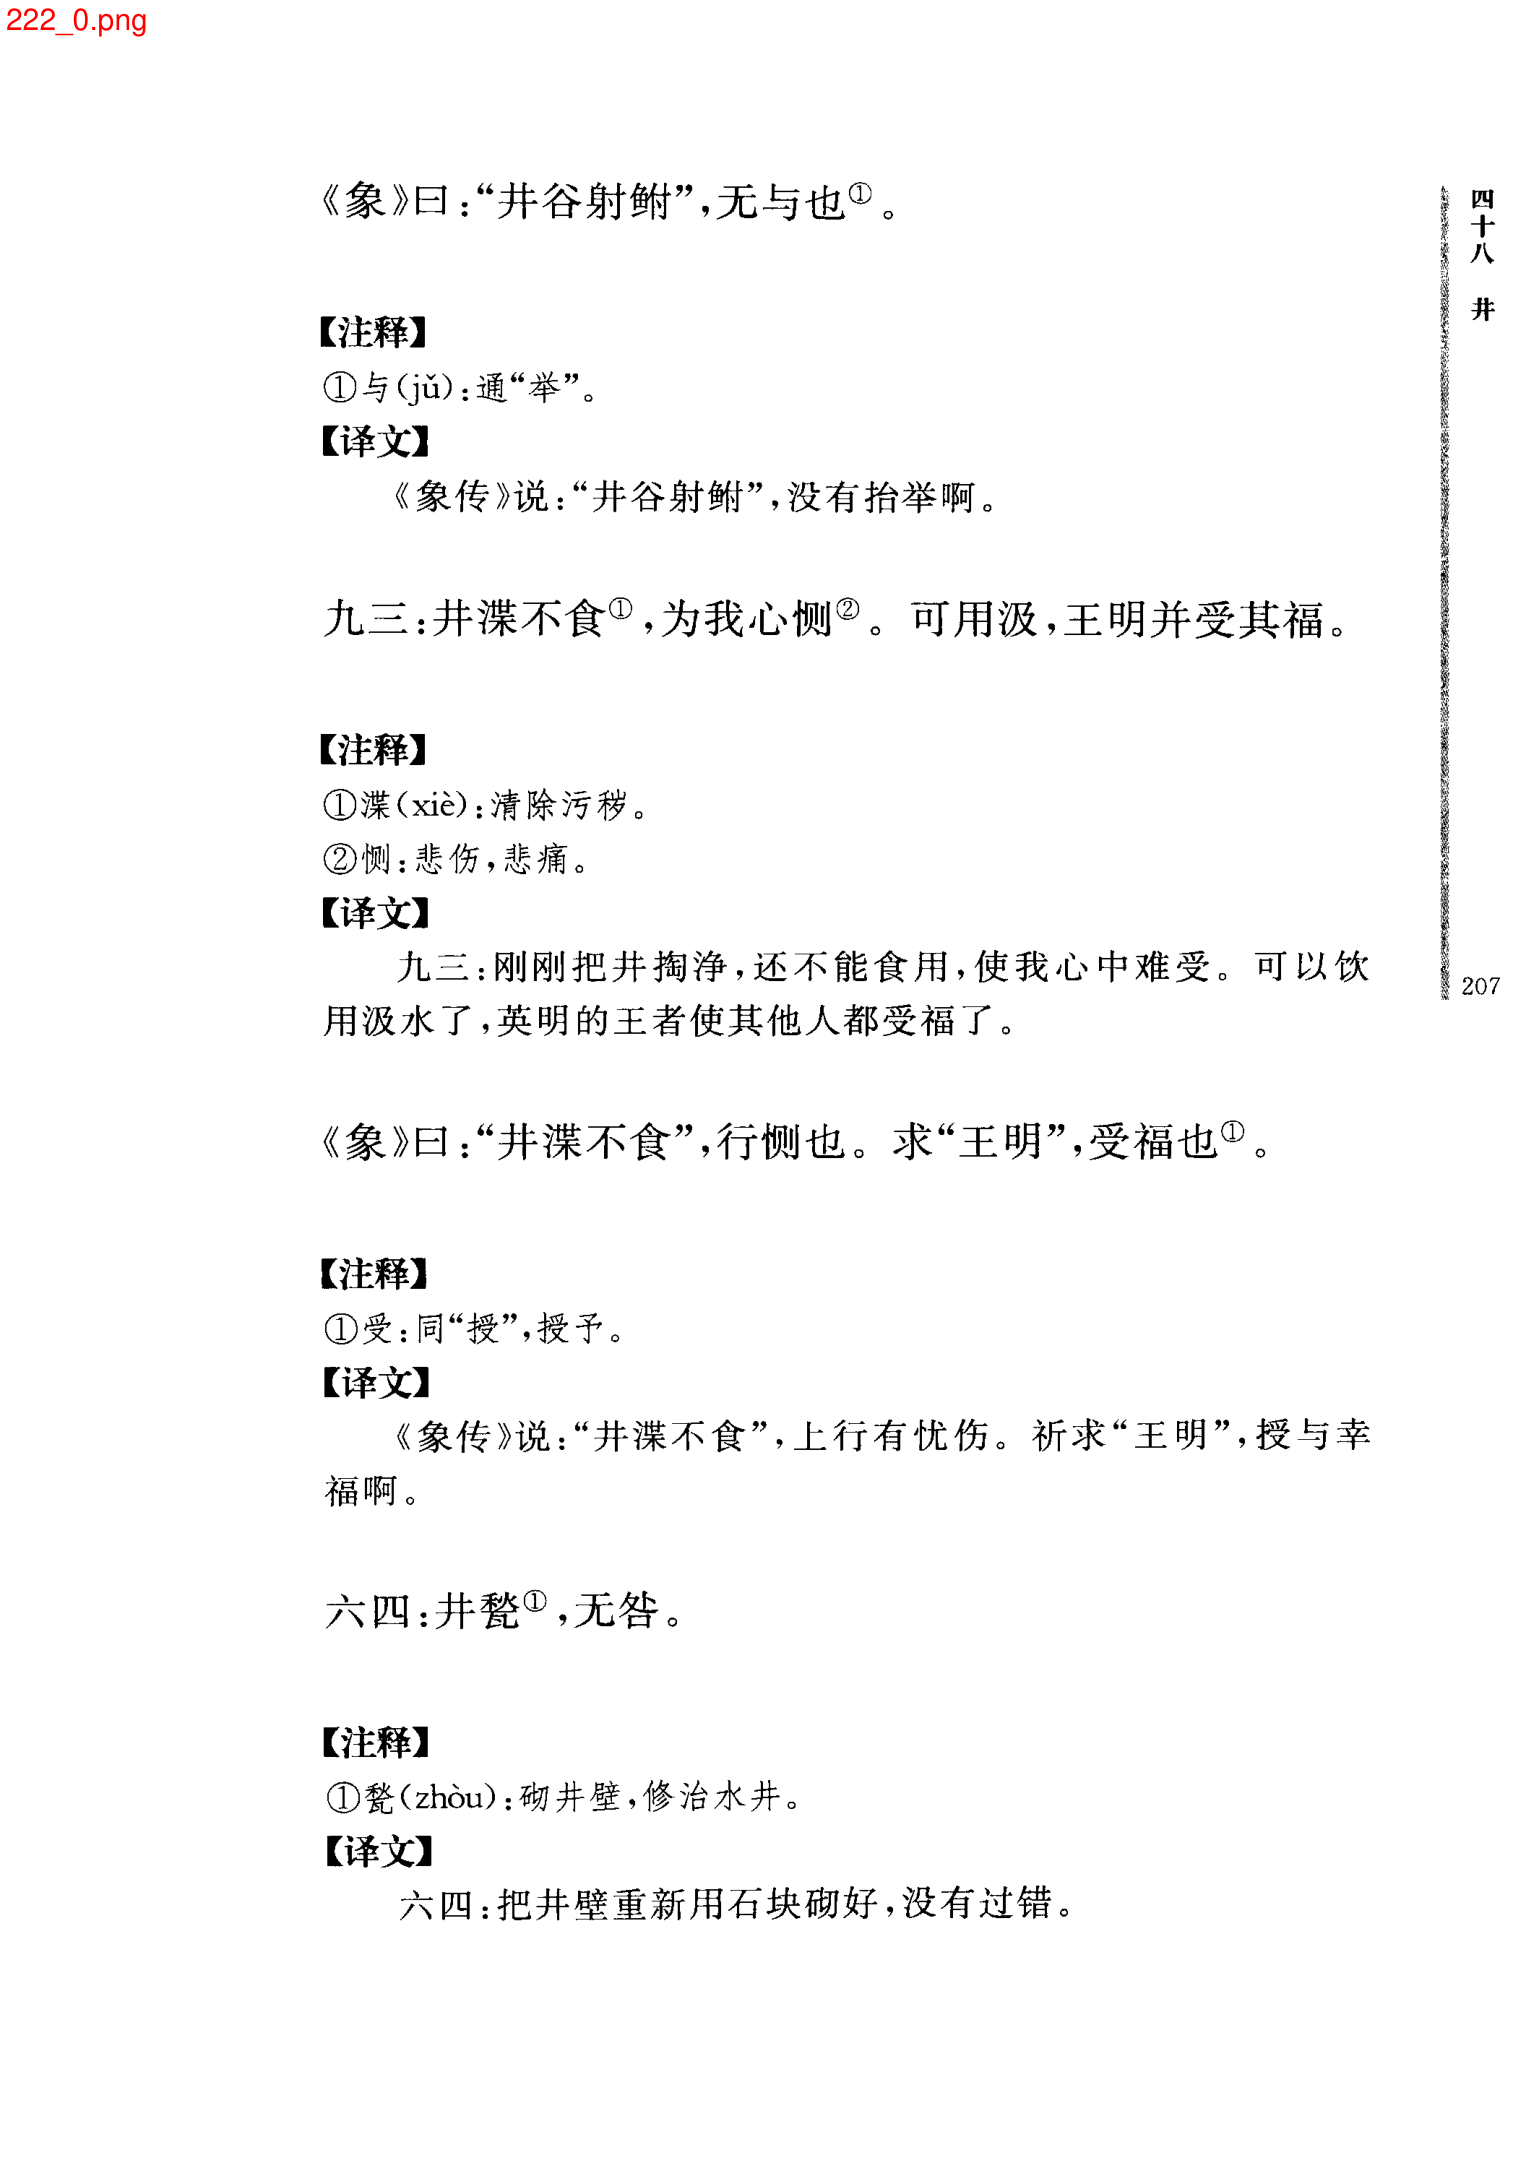 222_0.png
《象》曰：“井谷射鲋”，无与也①。
【注释】
①与(jǔ)：通“举”。
【译文】
《象传》说：“井谷射鲋”，没有抬举啊。
九三：井渫不食①，为我心恻②。可用汲，王明并受其福。
【注释】
①渫(xiè)：清除污秽。
②恻：悲伤，悲痛。
【译文】
九三：刚刚把井掏净，还不能食用，使我心中难受。可以饮
用汲水了，英明的王者使其他人都受福了。
《象》曰：“井渫不食”，行恻也。求“王明”，受福也①。
【注释】
①受：同“授”，授予。
【译文】
《象传》说：“井渫不食”，上行有忧伤。祈求“王明”，授与幸
福啊。
六四：井甃①，无咎。
【注释】
①甃(zhòu)：砌井壁，修治水井。
【译文】
六四：把井壁重新用石块砌好，没有过错。
四十八 井
207